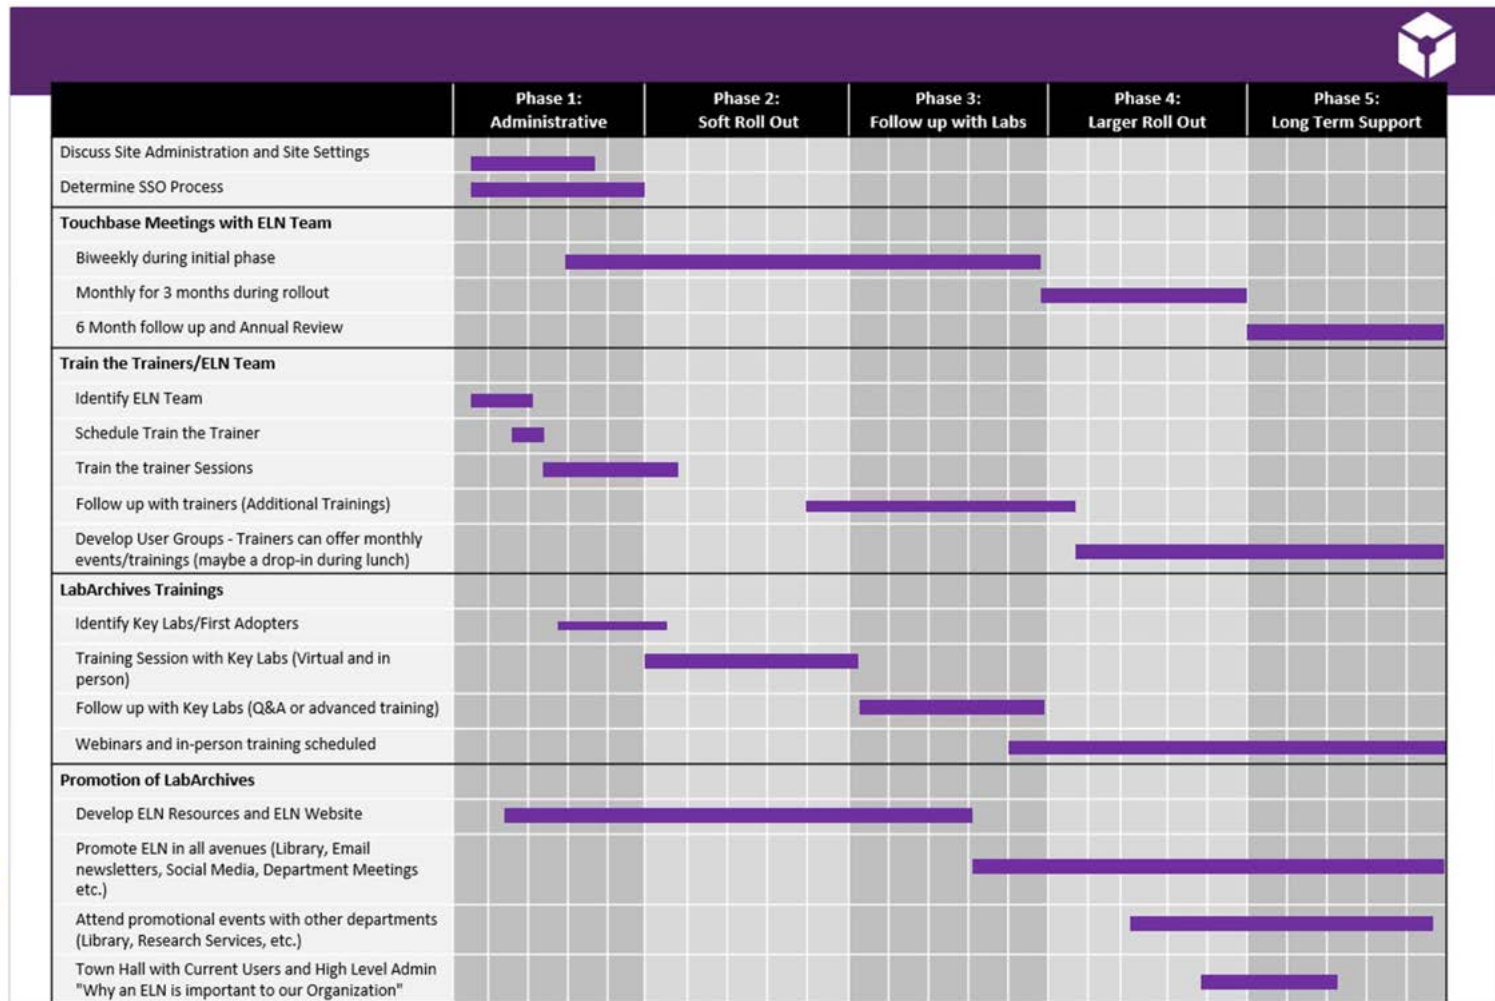 Phase 1:
Administrative
Phase 2:
Soft Roll Out
Phase 3:
Follow up with Labs
Phase 4:
Larger Roll Out
Phase 5:
Long Term Support
Discuss Site Administration and Site Settings
Determine SSO Process
Touchbase Meetings with ELN Team
Biweekly during initial phase
Monthly for 3 months during rollout
6 Month follow up and Annual Review
Train the Trainers/ELN Team
Identify ELN Team
Schedule Train the Trainer
Train the trainer Sessions
Follow up with trainers (Additional Trainings)
Develop User Groups - Trainers can offer monthly
events/trainings (maybe a drop-in during lunch)
LabArchives Trainings
Identify Key Labs/First Adopters
Training Session with Key Labs (Virtual and in
person)
Follow up with Key Labs (Q&A or advanced training)
Webinars and in-person training scheduled
Promotion of LabArchives
Develop ELN Resources and ELN Website
Promote ELN in all avenues (Library, Email
newsletters, Social Media, Department Meetings
etc.)
Attend promotional events with other departments
(Library, Research Services, etc.)
Town Hall with Current Users and High Level Admin
"Why an ELN is important to our Organization"